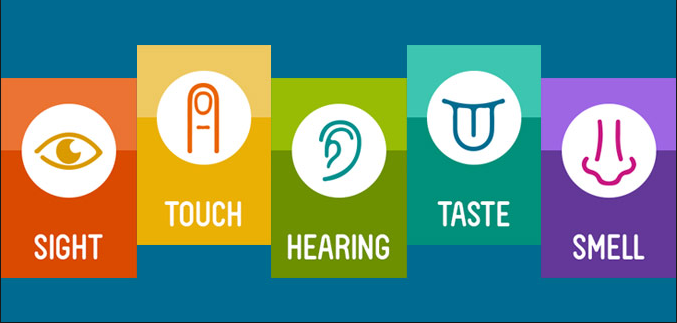 SIGHT
TOUCH
HEARING
TASTE
SMELL